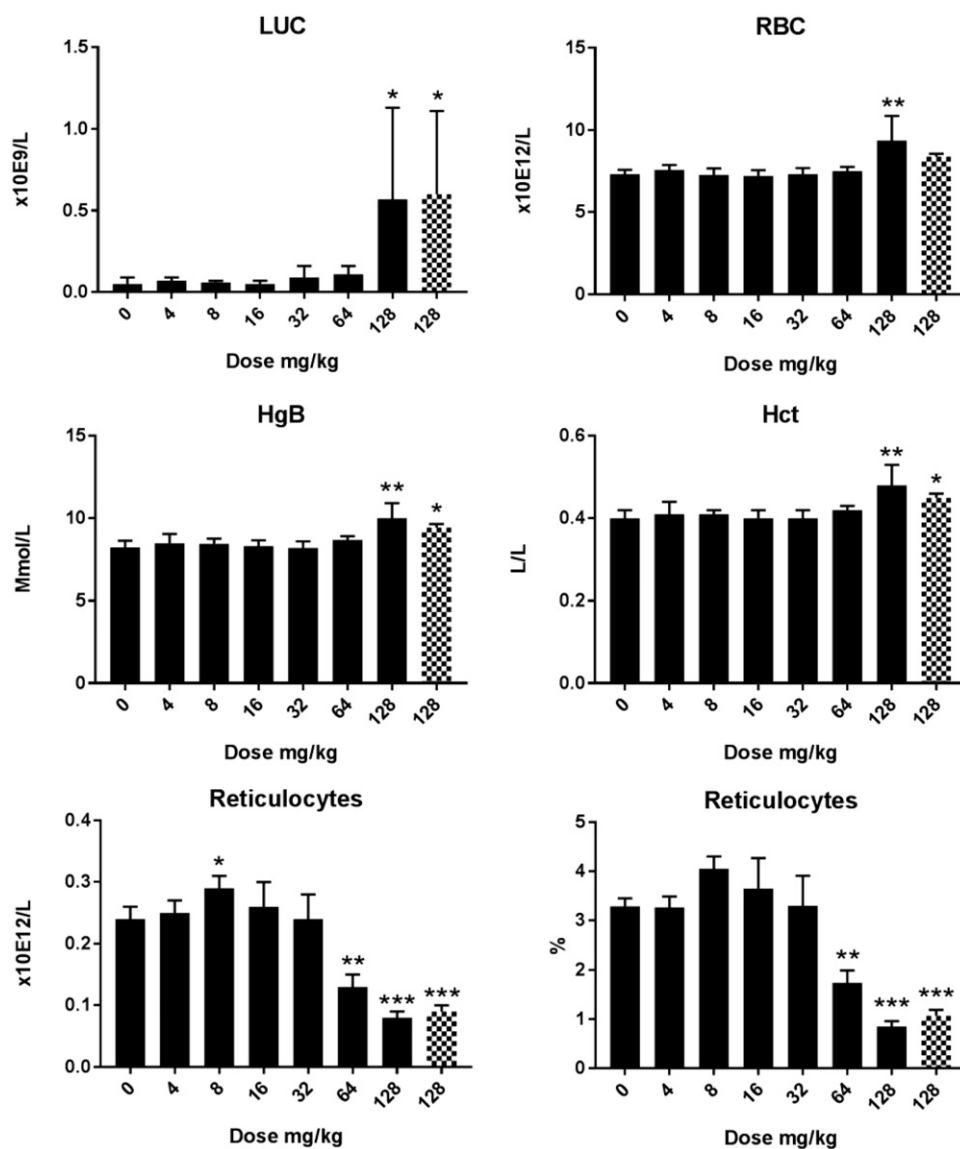 LUC
1.5
1.0
0.5
0.0
x10E9/L
* *
0 4 8 16 32 64 128 128
Dose mg/kg
RBC
15
10
5
0
x10E12/L
**
0 4 8 16 32 64 128 128
Dose mg/kg
HgB
15
10
5
0
Mmol/L
** *
0 4 8 16 32 64 128 128
Dose mg/kg
Hct
0.6
0.4
0.2
0.0
L/L
** *
0 4 8 16 32 64 128 128
Dose mg/kg
Reticulocytes
0.4
0.3
0.2
0.1
0.0
x10E12/L
* ** *** ***
0 4 8 16 32 64 128 128
Dose mg/kg
Reticulocytes
5
4
3
2
1
0
%
** *** ***
0 4 8 16 32 64 128 128
Dose mg/kg